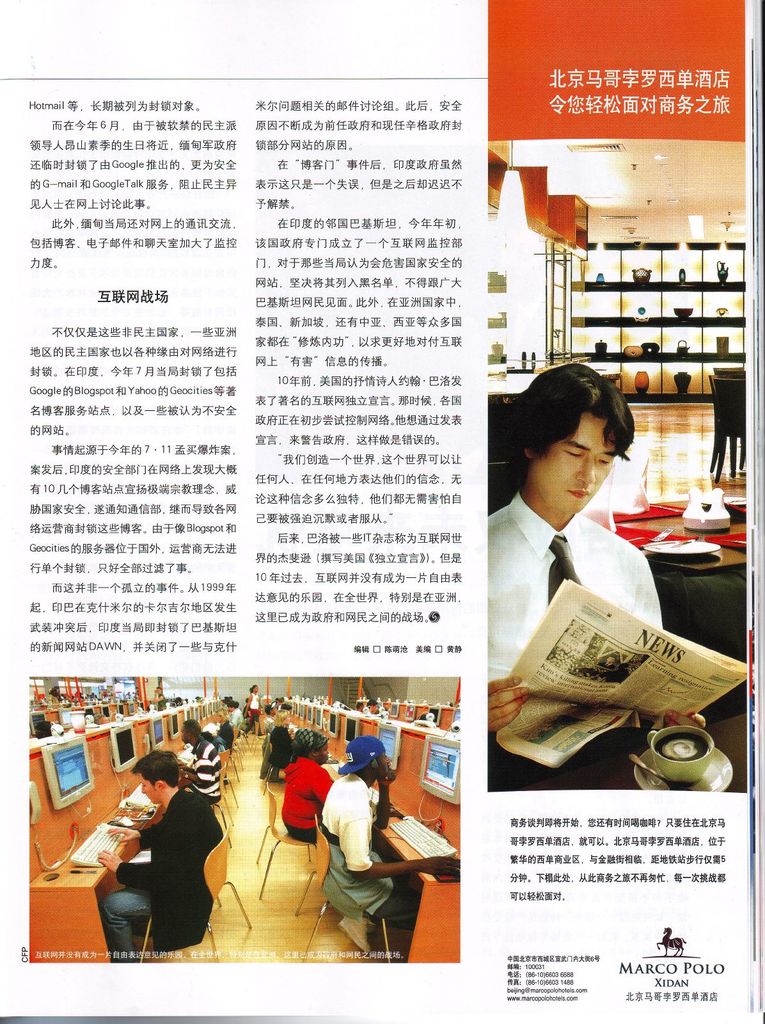 Hotmail 等，长期被列为封锁对象。
而在今年6月，由于被软禁的民主派
领导人昂山素季的生日将近，缅甸军政府
还临时封锁了由Google推出的、更为安全
的G-mail和GoogleTalk服务，阻止民主异
见人士在网上讨论此事。
此外，缅甸当局还对网上的通讯交流，
包括博客、电子邮件和聊天室加大了监控
力度。
互联网战场
不仅仅是这些非民主国家，一些亚洲
地区的民主国家也以各种缘由对网络进行
封锁。在印度，今年7月当局封锁了包括
Google的Blogspot和Yahoo的Geocities等著
名博客服务站点，以及一些被认为不安全
的网站。
事情起源于今年的7·11孟买爆炸案，
案发后，印度的安全部门在网络上发现大概
有10几个博客站点宣扬极端宗教理念，威
胁国家安全，遂通知通信部，继而导致各网
络运营商封锁这些博客。由于像Blogspot和
Geocities的服务器位于国外，运营商无法进
行单个封锁，只好全部过滤了事。
而这并不一个孤立的事件。从1999年
起，印巴在克什米尔的卡尔吉尔地区发生
武装冲突后，印度当局即封锁了巴基斯坦
的新闻网站DAWN，并关闭了一些与克什
米尔问题相关的邮件讨论组。此后，安全
原因不断成为前任政府和现任辛格政府封
锁部分网站的原因。
在“博客门”事件后，印度政府虽然
表示这只是一个失误，但是之后却迟迟不
予解禁。
在印度的邻国巴基斯坦，今年年初，
该国政府专门成立了一个互联网监控部
门，对于那些当局认为会危害国家安全的
网站，坚决将其列入黑名单，不得跟广大
巴基斯坦网民见面。此外，在亚洲国家中，
泰国、新加坡，还有中亚、西亚等众多国
家都在“修炼内功”，以求更好地对付互联
网上“有害”信息的传播。
10年前，美国的抒情诗人约翰·巴洛发
表了著名的互联网独立宣言。那时候，各国
政府正在初步尝试控制网络。他想通过发表
宣言，来警告政府，这样做是错误的。
“我们创造一个世界，这个世界可以让
任何人、在任何地方表达他们的信念，无
论这种信念多么独特，他们都无需害怕自
己要被强迫沉默或者服从。”
后来，巴洛被一些IT杂志称为互联网世
界的杰斐逊（撰写美国《独立宣言》）。但是
10年过去，互联网并没有成为一片自由表
达意见的乐园，在全世界，特别是在亚洲，
这里已成为政府和网民之间的战场。
编辑 □ 陈萌沧 美编 □ 黄静
CFP
互联网并没有成为一片自由表达意见的乐园，在全世界，特别是在亚洲，这里已成为政府和网民之间的战场。
北京马哥孛罗西单酒店
令您轻松面对商务之旅
NEWS
商务谈判即将开始，您还有时间喝咖啡？只要住在北京马
哥孛罗西单酒店，就可以。北京马哥孛罗西单酒店，位于
繁华的西单商业区，与金融街相临，距地铁站步行仅需5
分钟。下榻此处，从此商务之旅不再匆忙，每一次挑战都
可以轻松面对。
中国北京市西城区宣武门内大街6号
邮编：100031
电话：(86-10)6603 6588
传真：(86-10)6603 1488
beijing@marcopolohotels.com
www.marcopolohotels.com
MARCO POLO
XIDAN
北京马哥孛罗西单酒店